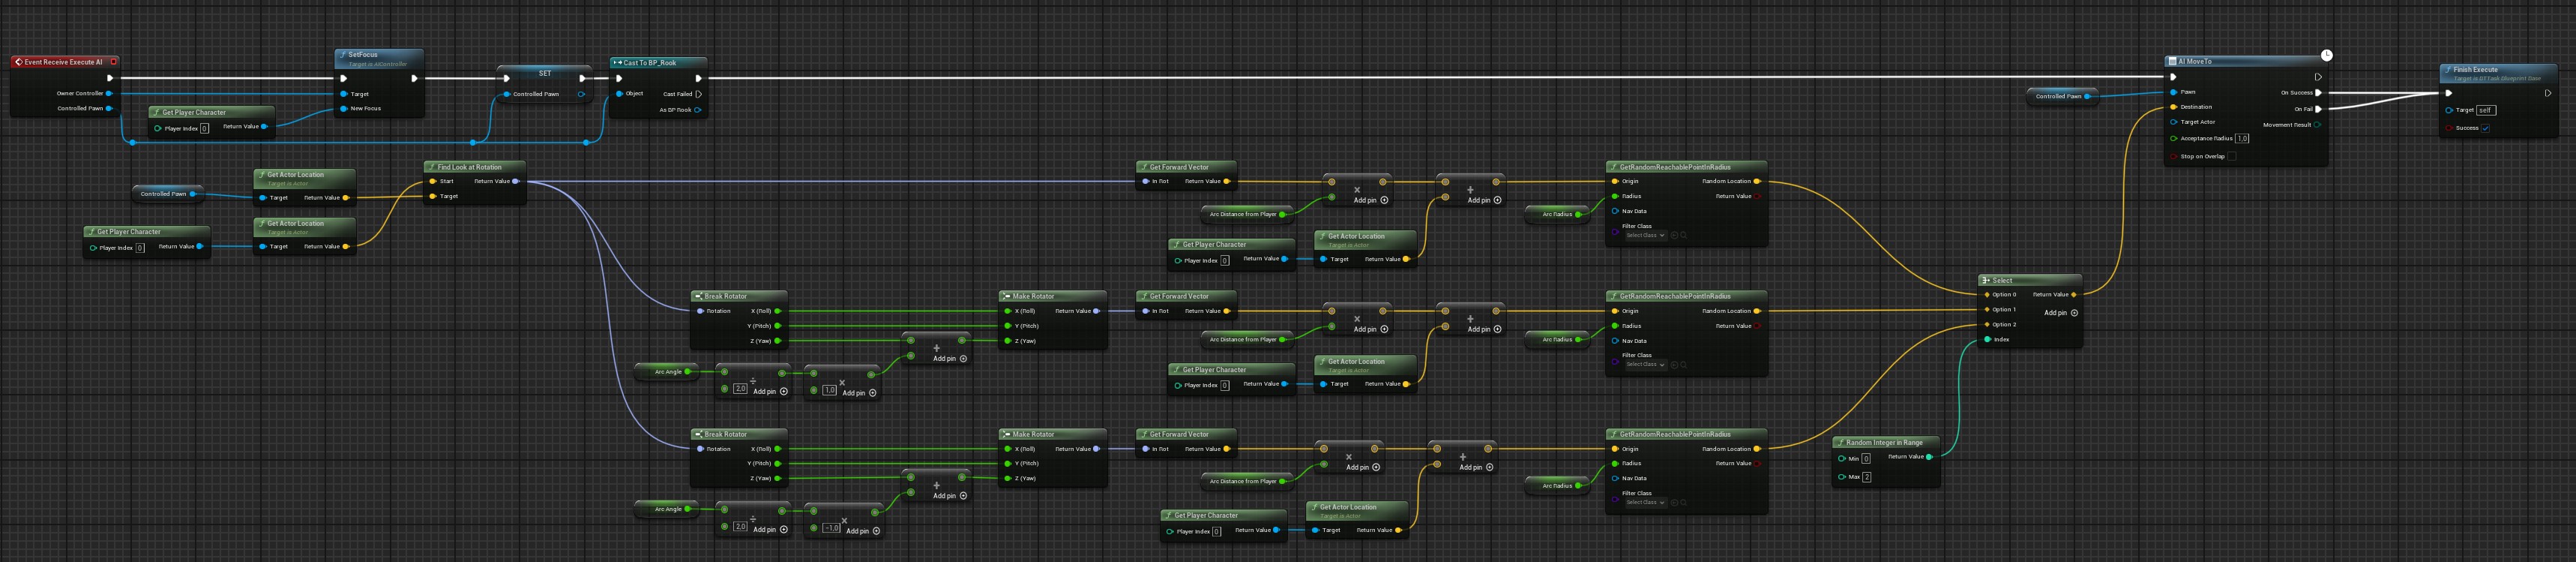 Event Receive Execute AI
Owner Controller
Controlled Pawn
Get Player Character
Player Index 0
Return Value
SetFocus
Target is AIController
Target
New Focus
SET
Controlled Pawn
Cast To BP_Rook
Object
Cast Failed
As BP Rook
Controlled Pawn
Get Actor Location
Target is Actor
Target
Return Value
Get Player Character
Player Index 0
Return Value
Get Actor Location
Target is Actor
Target
Return Value
Find Look at Rotation
Start
Return Value
Target
Get Forward Vector
In Rot
Return Value
Arc Distance from Player
×
Add pin
+
Add pin
Get Player Character
Player Index 0
Return Value
Get Actor Location
Target is Actor
Target
Return Value
Arc Radius
GetRandomReachablePointInRadius
Origin
Random Location
Radius
Return Value
Nav Data
Filter Class
Select Class
Break Rotator
Rotation
X (Roll)
Y (Pitch)
Z (Yaw)
Arc Angle
÷
2,0
Add pin
×
1,0
Add pin
+
Add pin
Make Rotator
X (Roll)
Return Value
Y (Pitch)
Z (Yaw)
Get Forward Vector
In Rot
Return Value
Arc Distance from Player
×
Add pin
+
Add pin
Get Player Character
Player Index 0
Return Value
Get Actor Location
Target is Actor
Target
Return Value
Arc Radius
GetRandomReachablePointInRadius
Origin
Random Location
Radius
Return Value
Nav Data
Filter Class
Select Class
Break Rotator
Rotation
X (Roll)
Y (Pitch)
Z (Yaw)
Arc Angle
÷
2,0
Add pin
×
-1,0
Add pin
+
Add pin
Make Rotator
X (Roll)
Return Value
Y (Pitch)
Z (Yaw)
Get Forward Vector
In Rot
Return Value
Arc Distance from Player
×
Add pin
+
Add pin
Get Player Character
Player Index 0
Return Value
Get Actor Location
Target is Actor
Target
Return Value
Arc Radius
GetRandomReachablePointInRadius
Origin
Random Location
Radius
Return Value
Nav Data
Filter Class
Select Class
Random Integer in Range
Min 0
Return Value
Max 2
Select
Option 0
Return Value
Option 1
Add pin
Option 2
Index
Controlled Pawn
AI MoveTo
Pawn
On Success
Destination
On Fail
Target Actor
Movement Result
Acceptance Radius 1,0
Stop on Overlap
Finish Execute
Target is BTTask Blueprint Base
Target self
Success